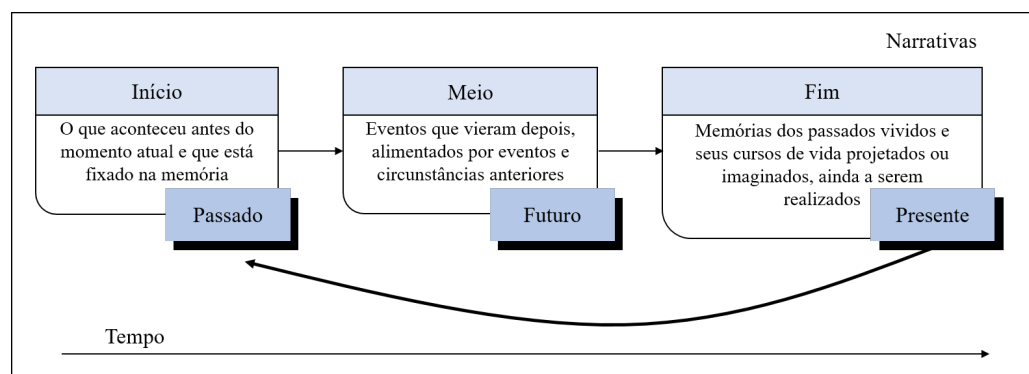 Narrativas
Início
O que aconteceu antes do
momento atual e que está
fixado na memória
Passado
Meio
Eventos que vieram depois,
alimentados por eventos e
circunstâncias anteriores
Futuro
Fim
Memórias dos passados vividos e
seus cursos de vida projetados ou
imaginados, ainda a serem
realizados
Presente
Tempo